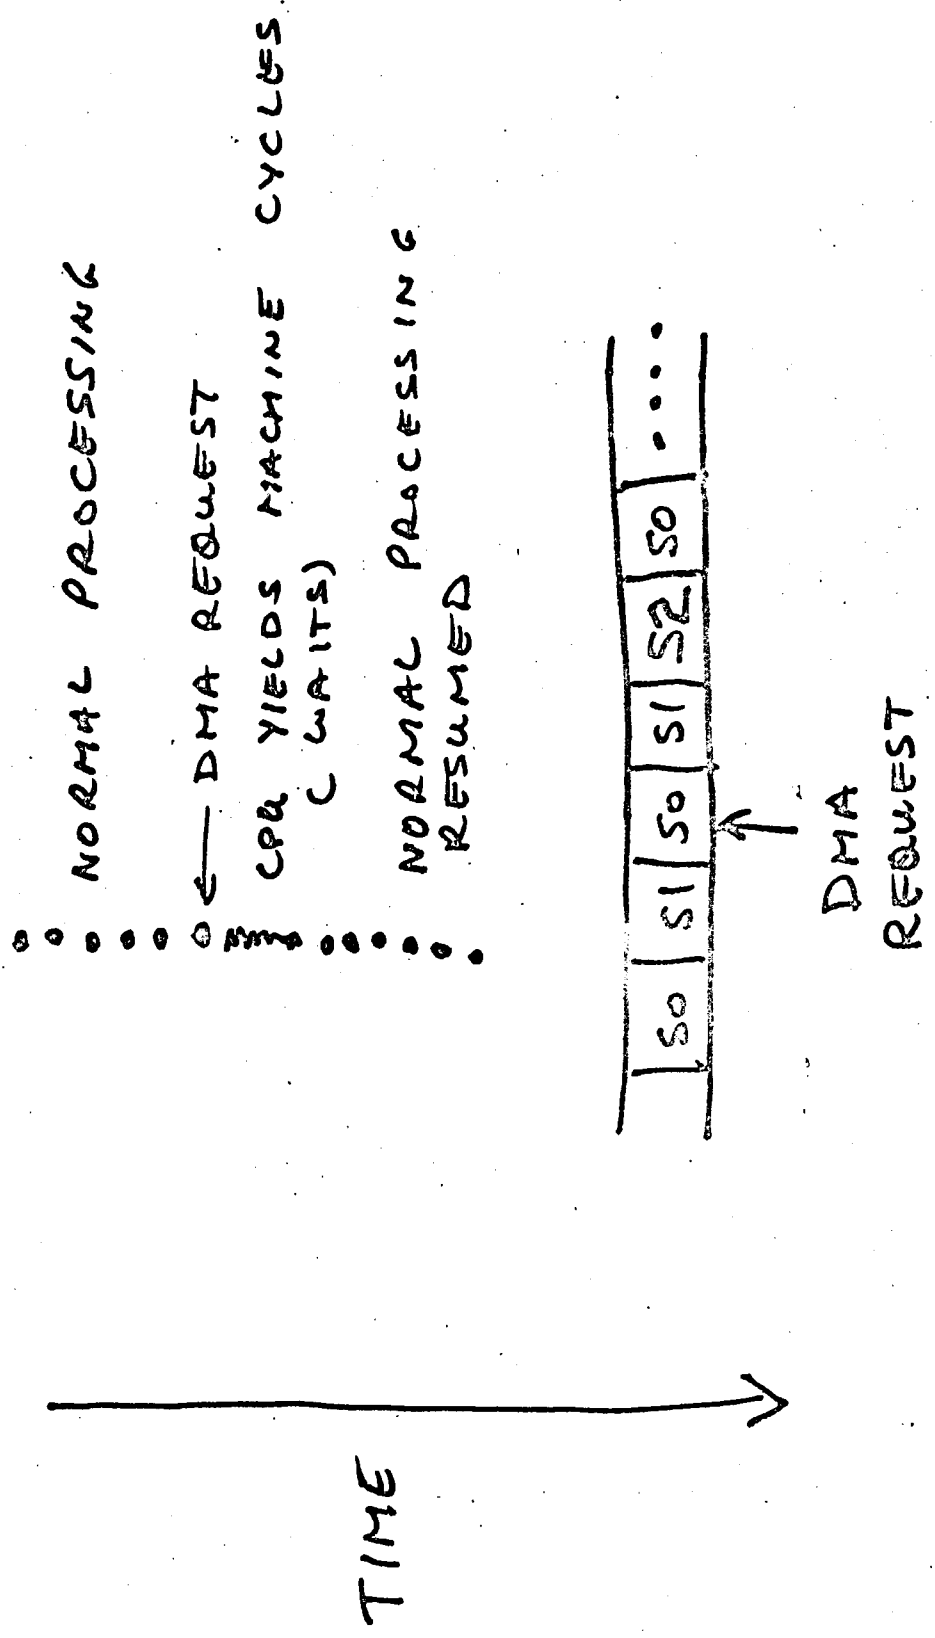 NORMAL PROCESSING
DMA REQUEST
CPU YIELDS MACHINE CYCLES
(WAITS)
NORMAL PROCESSING
RESUMED
TIME
S0 S1 S0 S1 S2 S0 ....
DMA
REQUEST